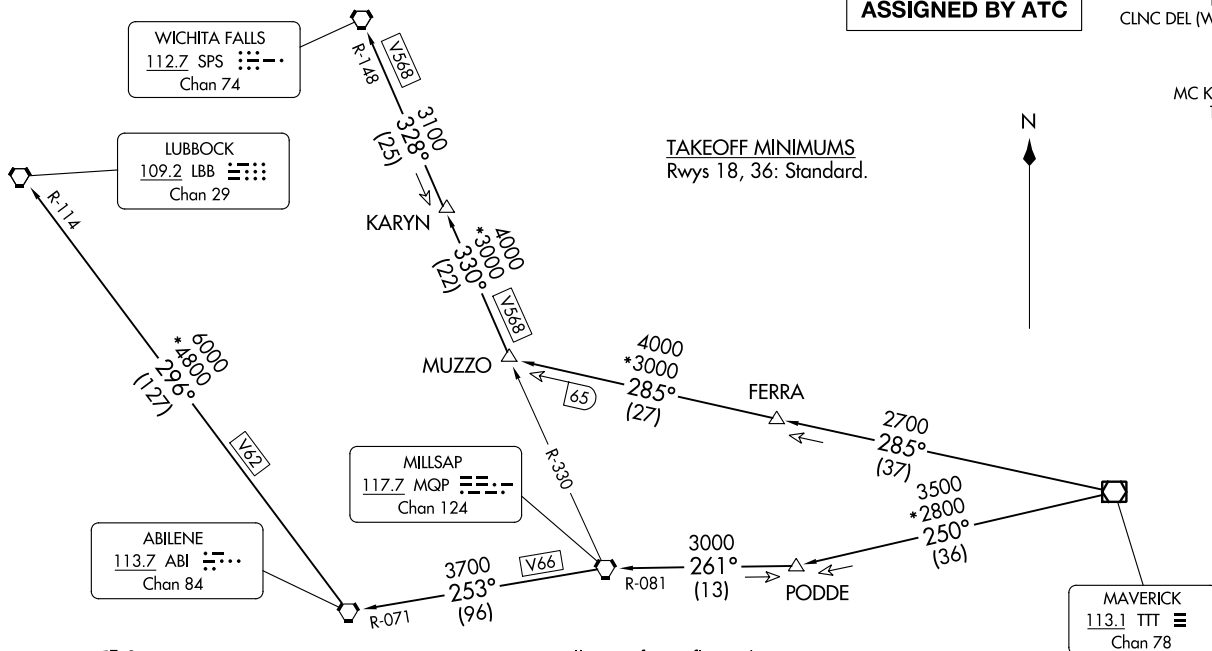 ASSIGNED BY ATC
CLNC DEL (W
MC K
WICHITA FALLS
112.7 SPS
Chan 74
R-148
V568
3100
328°
(25)
LUBBOCK
109.2 LBB
Chan 29
R-114
KARYN
TAKEOFF MINIMUMS
Rwys 18, 36: Standard.
N
4000
*3000
330°
(22)
V568
6000
*4800
296°
(127)
V62
MUZZO
65
4000
*3000
285°
(27)
FERRA
2700
285°
(37)
R-330
MILLSAP
117.7 MQP
Chan 124
3500
*2800
250°
(36)
ABILENE
113.7 ABI
Chan 84
R-071
3700
253°
(96)
V66
R-081
3000
261°
(13)
PODDE
MAVERICK
113.1 TTT
Chan 78